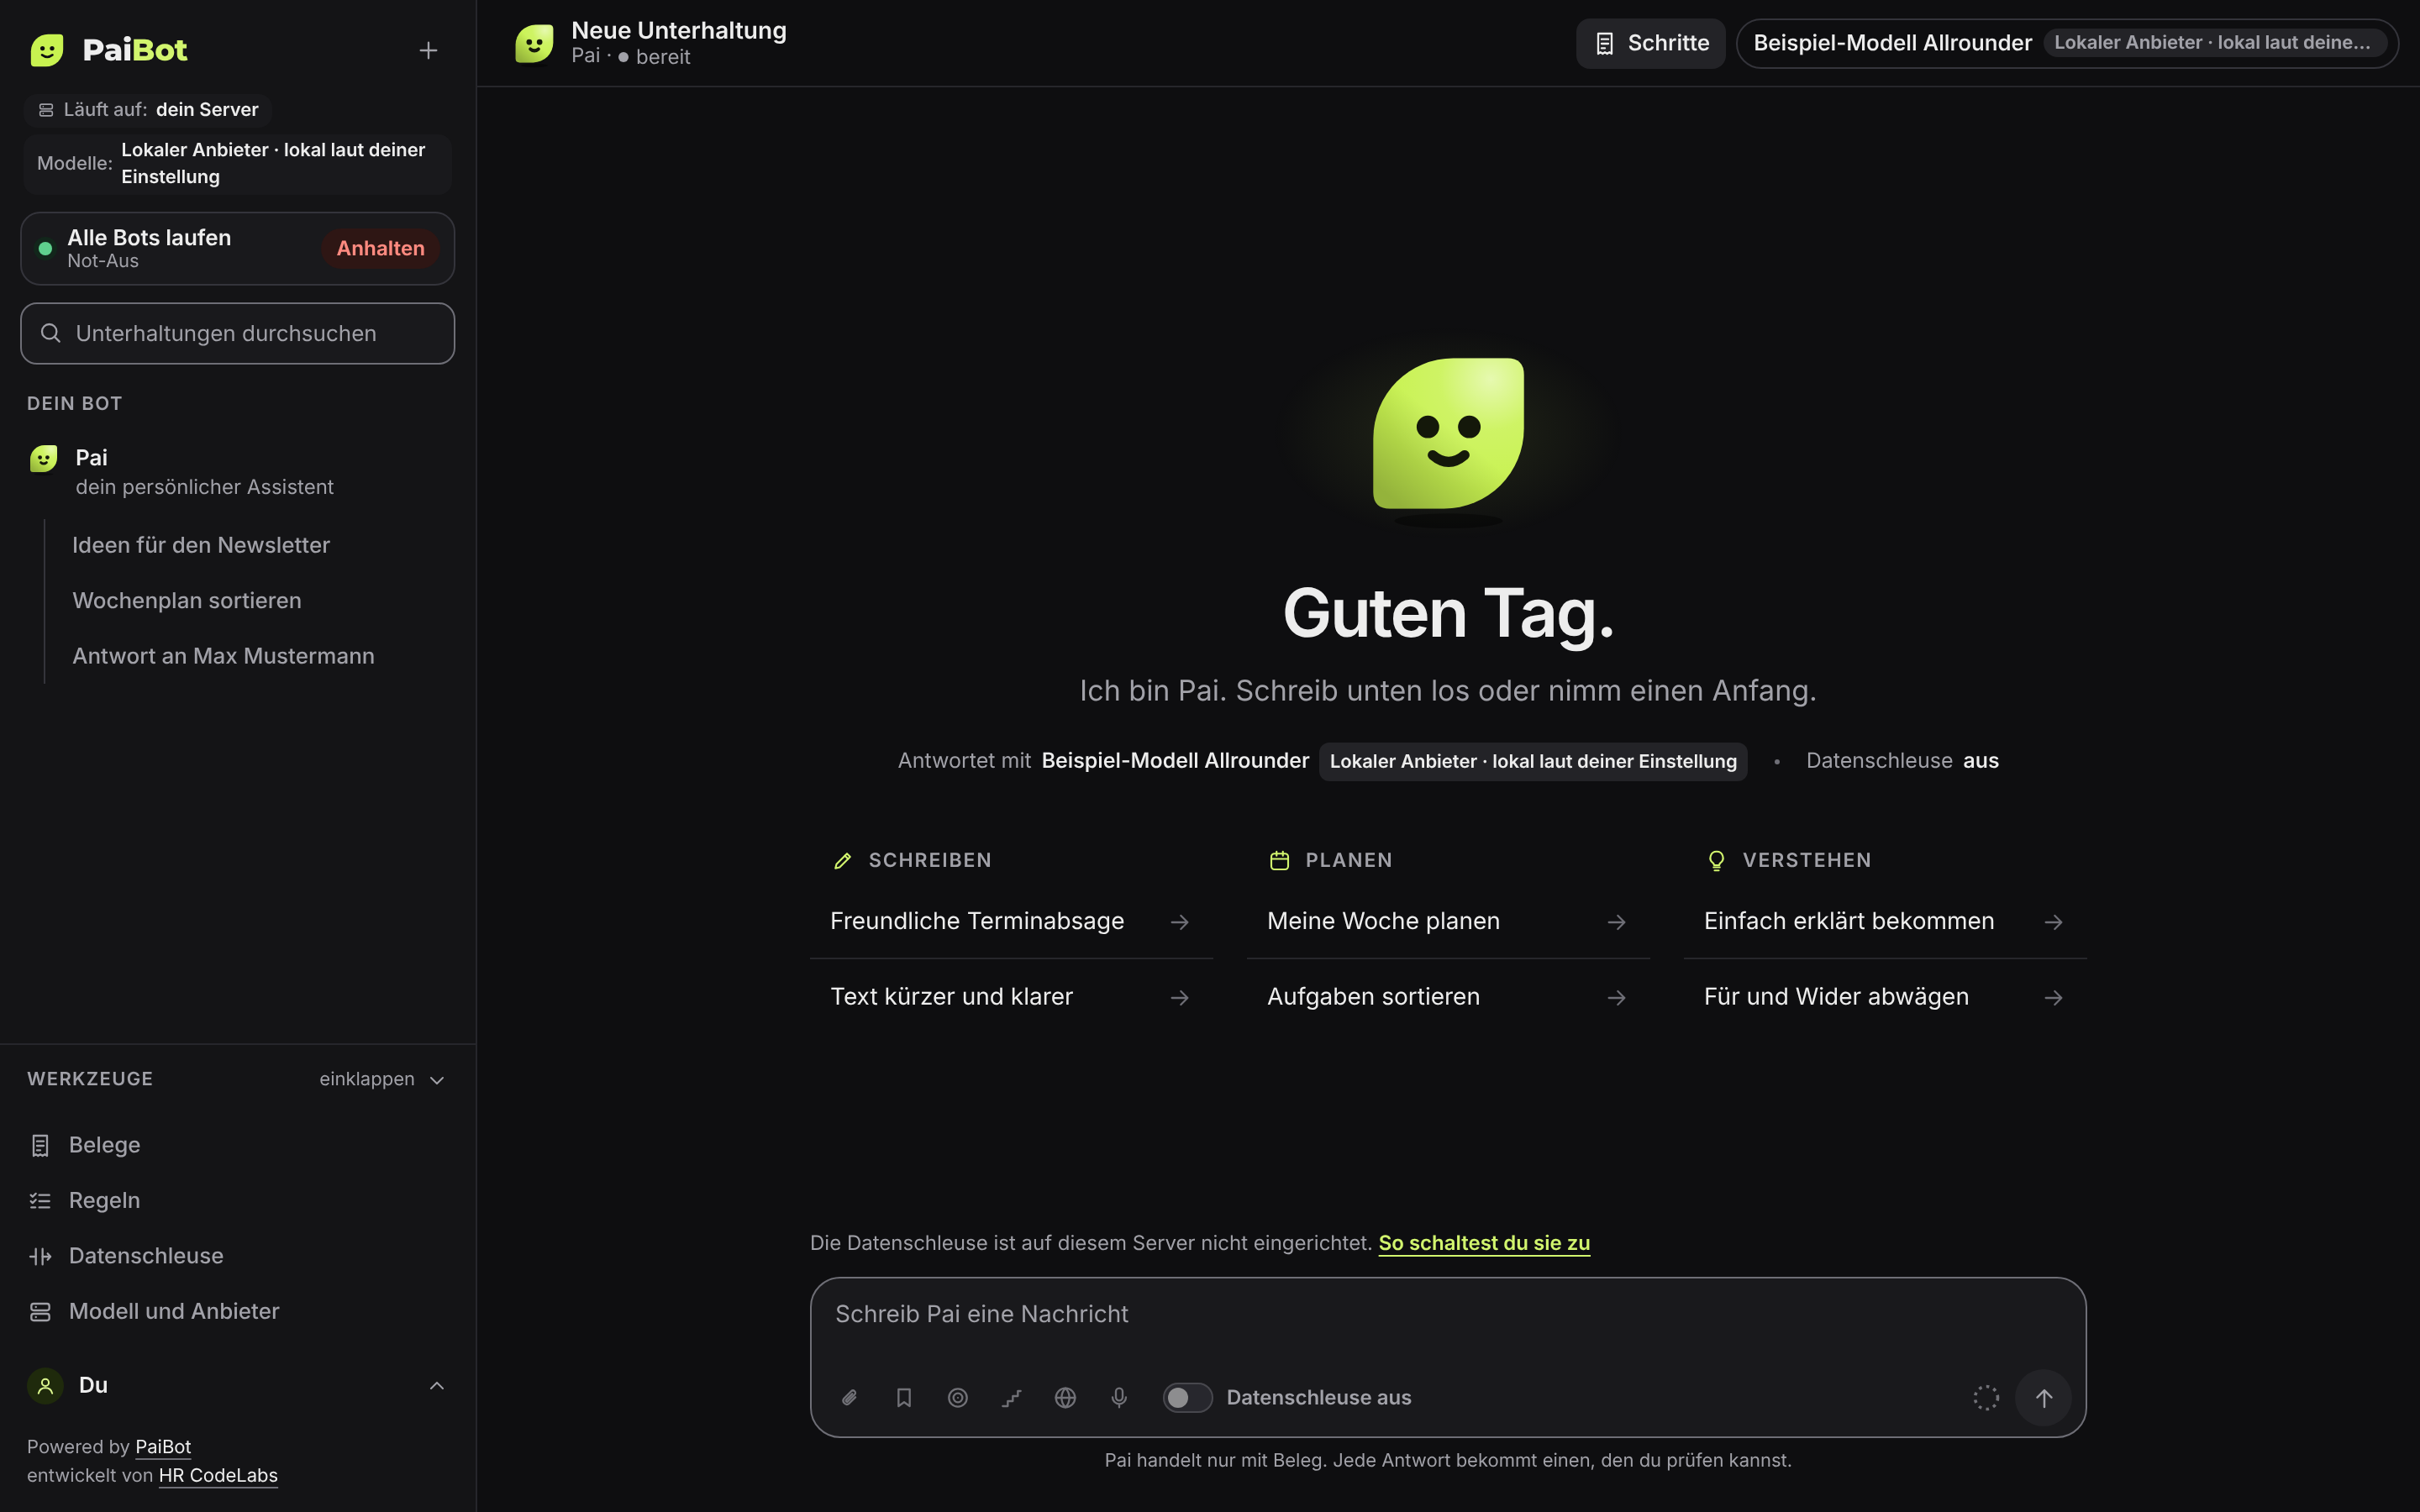 PaiBot
Läuft auf: dein Server
Modelle: Lokaler Anbieter · lokal laut deiner
Einstellung
Alle Bots laufen
Not-Aus
Anhalten
Unterhaltungen durchsuchen
DEIN BOT
Pai
dein persönlicher Assistent
Ideen für den Newsletter
Wochenplan sortieren
Antwort an Max Mustermann
WERKZEUGE einklappen
Belege
Regeln
Datenschleuse
Modell und Anbieter
Du
Powered by PaiBot
entwickelt von HR CodeLabs
Neue Unterhaltung
Pai · bereit
Schritte
Beispiel-Modell Allrounder Lokaler Anbieter · lokal laut deine…
Guten Tag.
Ich bin Pai. Schreib unten los oder nimm einen Anfang.
Antwortet mit Beispiel-Modell Allrounder Lokaler Anbieter · lokal laut deiner Einstellung • Datenschleuse aus
SCHREIBEN
Freundliche Terminabsage
Text kürzer und klarer
PLANEN
Meine Woche planen
Aufgaben sortieren
VERSTEHEN
Einfach erklärt bekommen
Für und Wider abwägen
Die Datenschleuse ist auf diesem Server nicht eingerichtet. So schaltest du sie zu
Schreib Pai eine Nachricht
Datenschleuse aus
Pai handelt nur mit Beleg. Jede Antwort bekommt einen, den du prüfen kannst.